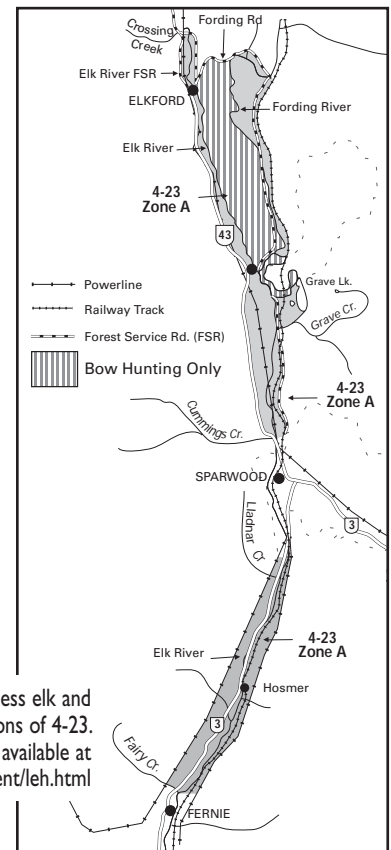 Fording Rd
Crossing
Creek
Elk River FSR
ELKFORD
Fording River
Elk River
4-23
Zone A
43
Powerline
Railway Track
Forest Service Rd. (FSR)
Bow Hunting Only
Grave Lk.
Grave Cr.
4-23
Zone A
Cummings Cr.
SPARWOOD
3
Lladnar Cr
Elk River
4-23
Zone A
Hosmer
3
Fairy Cr.
FERNIE
ess elk and
ons of 4-23.
available at
ent/leh.html